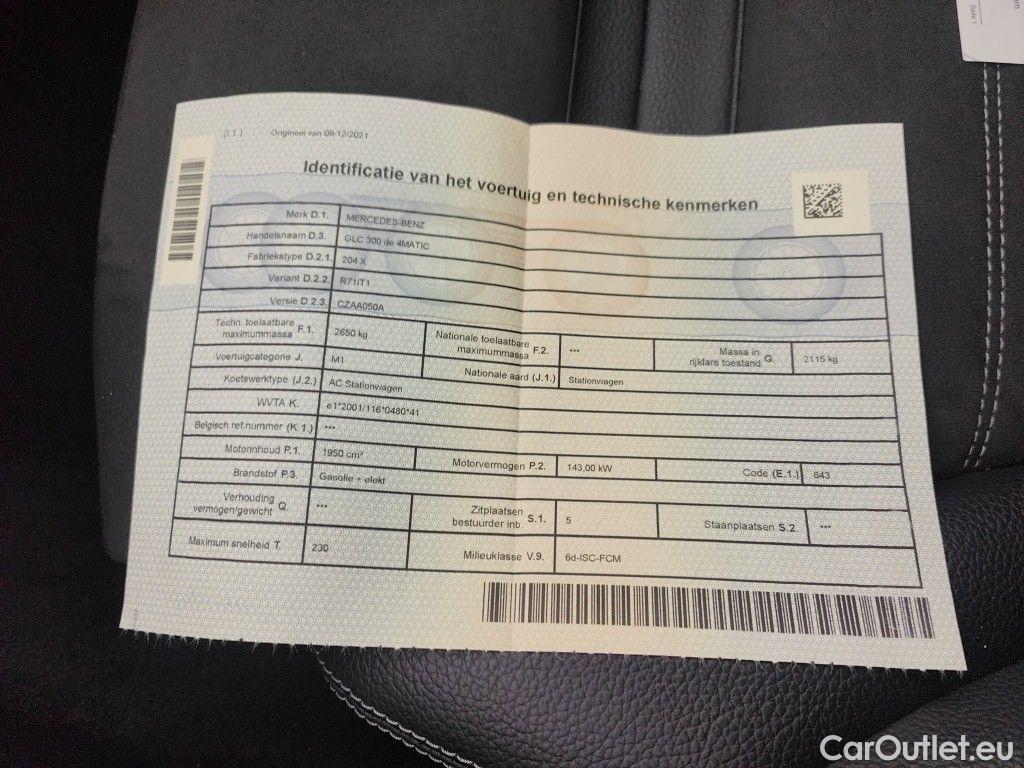 Seite 1
(I.1.) Origineel van 09/12/2021
Identificatie van het voertuig en technische kenmerken
Merk D.1. MERCEDES-BENZ
Handelsnaam D.3. GLC 300 de 4MATIC
Fabriekstype D.2.1. 204 X
Variant D.2.2. R71IT1
Versie D.2.3. CZAA050A
Techn. toelaatbare maximummassa F.1. 2650 kg Nationale toelaatbare maximummassa F.2. *** Massa in rijklare toestand G. 2115 kg
Voertuigcategorie J. M1 Nationale aard (J.1.) Stationwagen
Koetswerktype (J.2.) AC Stationwagen
WVTA K. e1*2001/116*0480*41
Belgisch ref.nummer (K.1.) ***
Motorinhoud P.1. 1950 cm³ Motorvermogen P.2. 143,00 kW Code (E.1.) 643
Brandstof P.3. Gasolie + elekt
Verhouding vermogen/gewicht Q. *** Zitplaatsen bestuurder inb. S.1. 5 Staanplaatsen S.2. ***
Maximum snelheid T. 230 Milieuklasse V.9. 6d-ISC-FCM
CarOutlet.eu